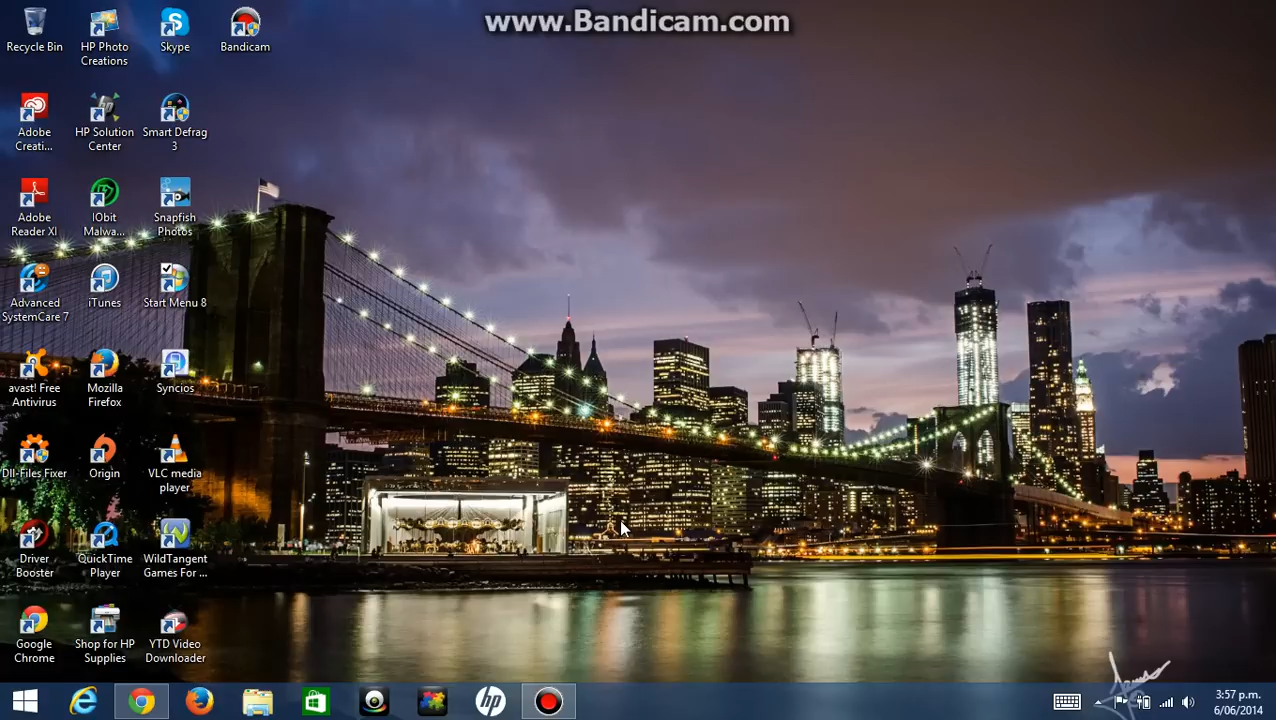 www.Bandicam.com
Recycle Bin
HP Photo
Creations
Skype
Bandicam
Adobe
Creati...
HP Solution
Center
Smart Defrag
3
Adobe
Reader XI
IObit
Malwa...
Snapfish
Photos
Advanced
SystemCare 7
iTunes
Start Menu 8
avast! Free
Antivirus
Mozilla
Firefox
Syncios
Dll-Files Fixer
Origin
VLC media
player
Driver
Booster
QuickTime
Player
WildTangent
Games For ...
Google
Chrome
Shop for HP
Supplies
YTD Video
Downloader
hp
3:57 p.m.
6/06/2014